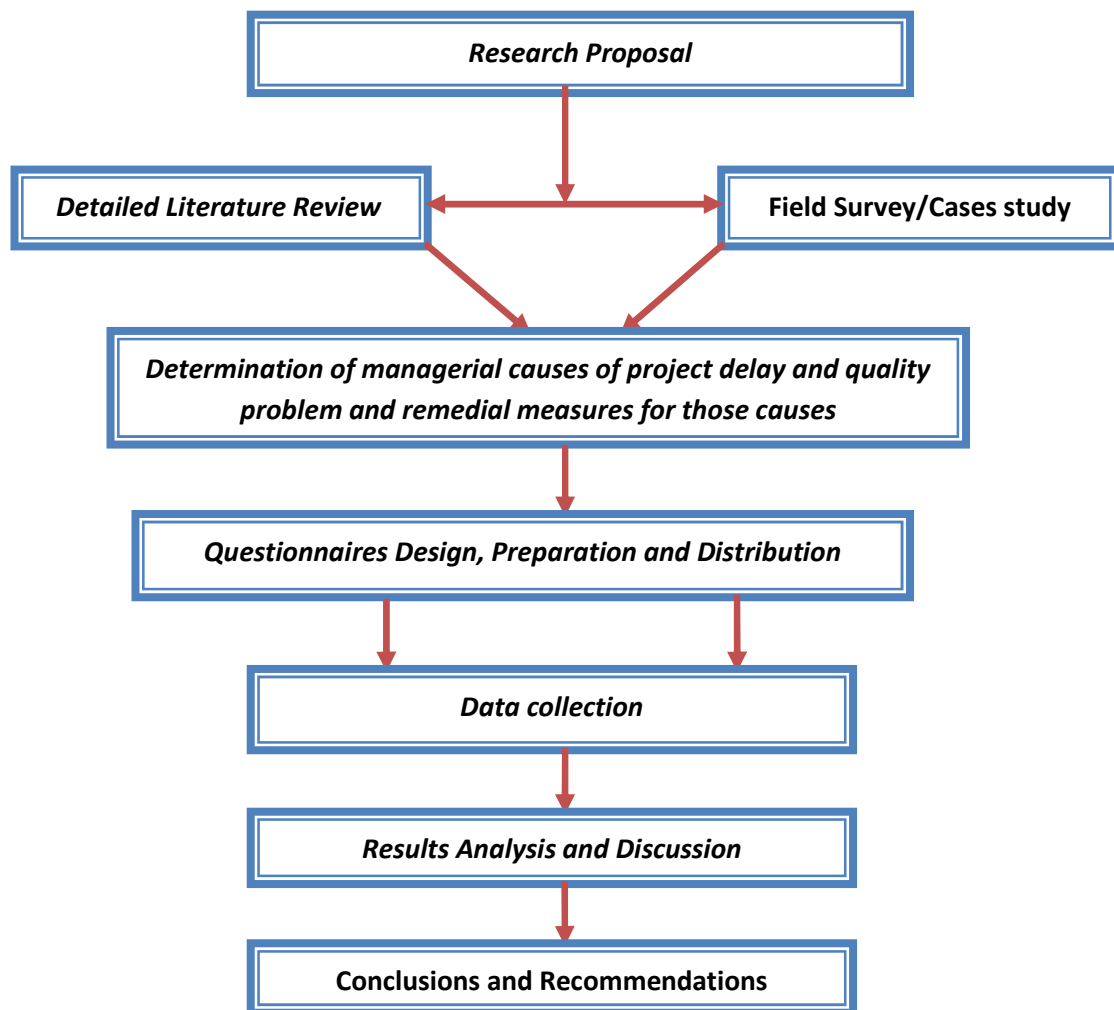 Research Proposal
Detailed Literature Review
Field Survey/Cases study
Determination of managerial causes of project delay and quality
problem and remedial measures for those causes
Questionnaires Design, Preparation and Distribution
Data collection
Results Analysis and Discussion
Conclusions and Recommendations